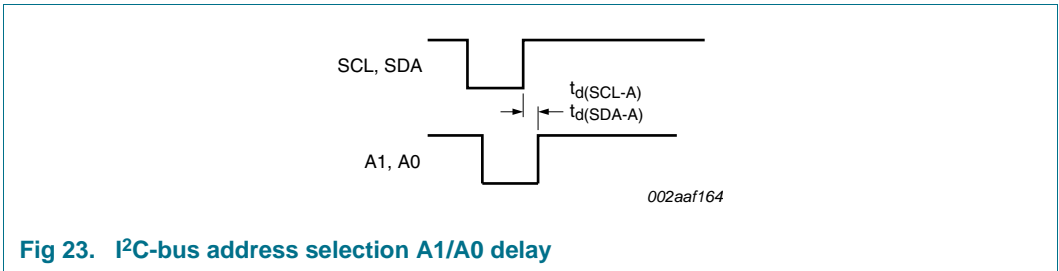 SCL, SDA
td(SCL-A)
td(SDA-A)
A1, A0
002aaf164
Fig 23. I²C-bus address selection A1/A0 delay